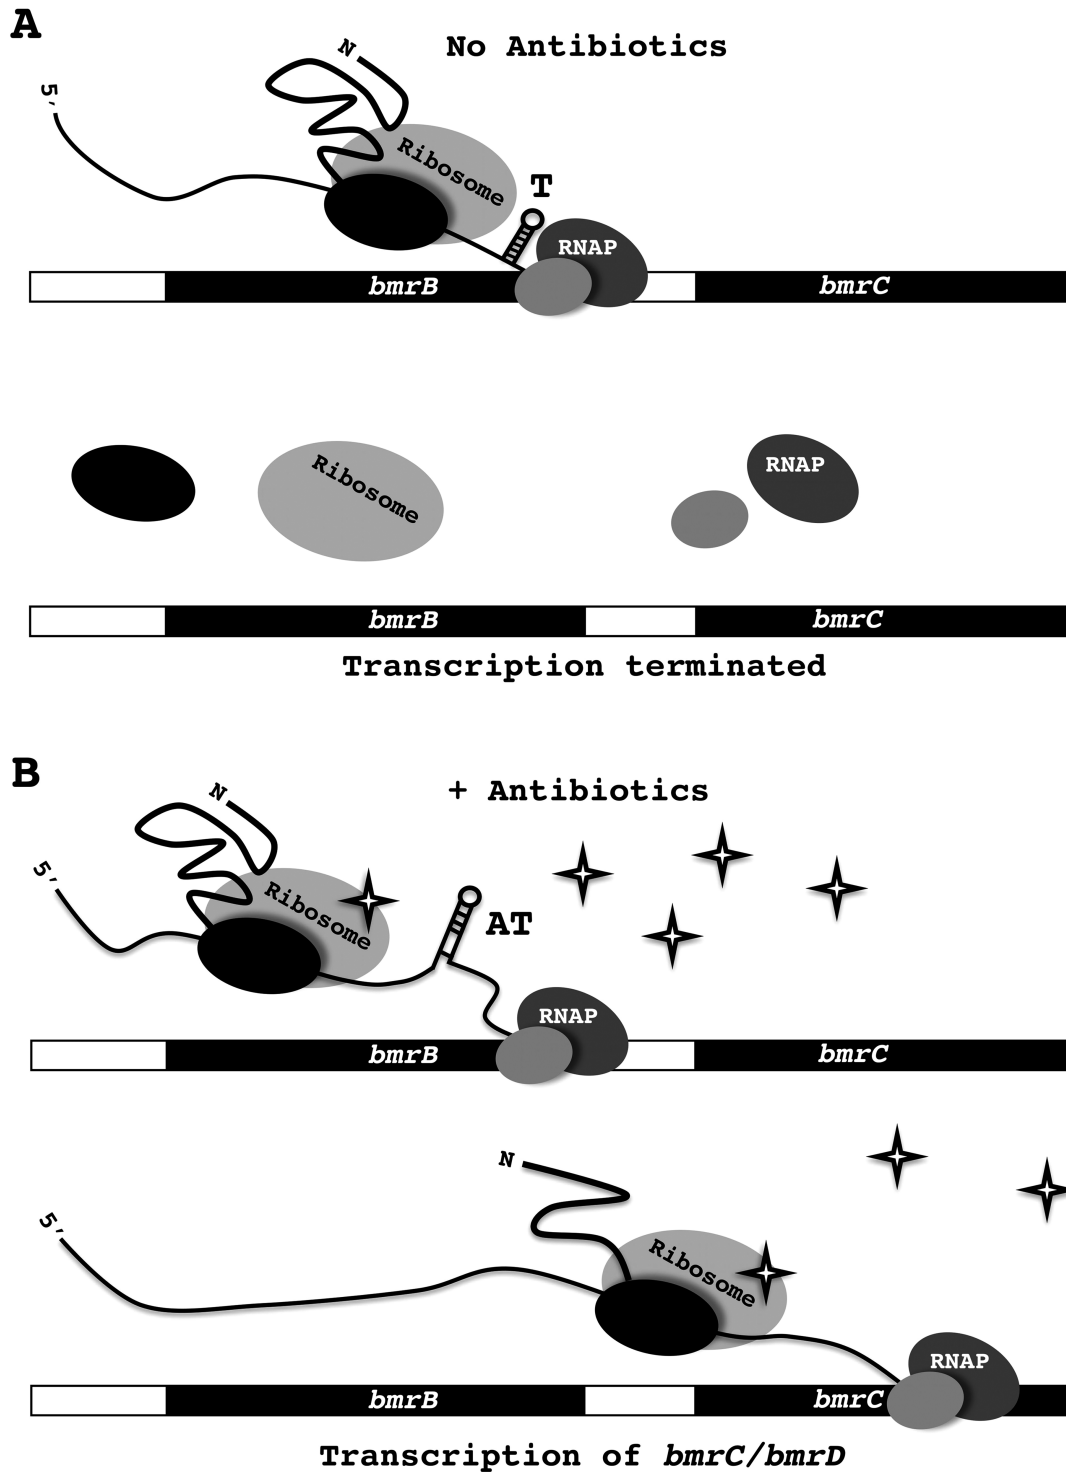 A
No Antibiotics
N
5'
Ribosome
T
RNAP
bmrB
bmrC
Ribosome
RNAP
bmrB
bmrC
Transcription terminated
B
+ Antibiotics
N
5'
Ribosome
AT
RNAP
bmrB
bmrC
N
5'
Ribosome
RNAP
bmrB
bmrC
Transcription of bmrC/bmrD